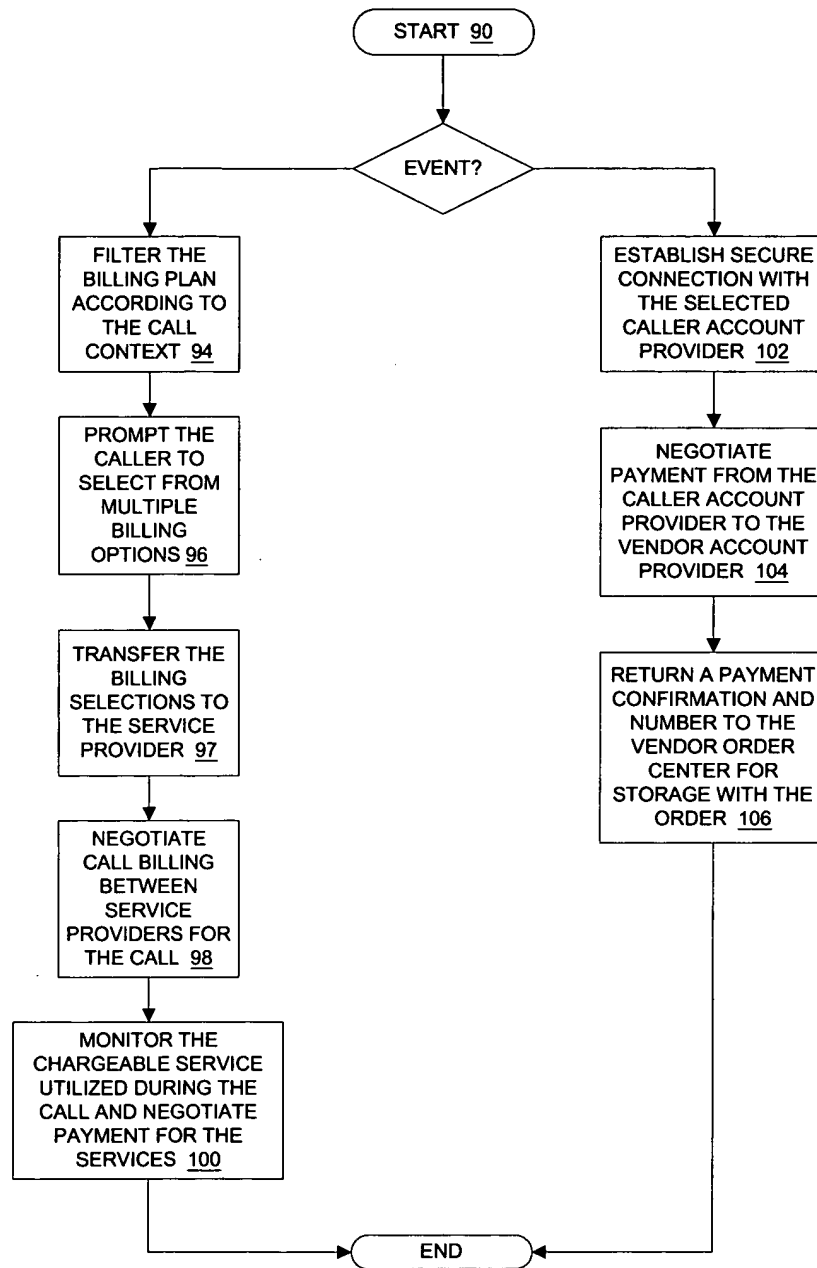 START 90
EVENT?
FILTER THE
BILLING PLAN
ACCORDING TO
THE CALL
CONTEXT 94
PROMPT THE
CALLER TO
SELECT FROM
MULTIPLE
BILLING
OPTIONS 96
TRANSFER THE
BILLING
SELECTIONS TO
THE SERVICE
PROVIDER 97
NEGOTIATE
CALL BILLING
BETWEEN
SERVICE
PROVIDERS FOR
THE CALL 98
MONITOR THE
CHARGEABLE SERVICE
UTILIZED DURING THE
CALL AND NEGOTIATE
PAYMENT FOR THE
SERVICES 100
ESTABLISH SECURE
CONNECTION WITH
THE SELECTED
CALLER ACCOUNT
PROVIDER 102
NEGOTIATE
PAYMENT FROM THE
CALLER ACCOUNT
PROVIDER TO THE
VENDOR ACCOUNT
PROVIDER 104
RETURN A PAYMENT
CONFIRMATION AND
NUMBER TO THE
VENDOR ORDER
CENTER FOR
STORAGE WITH THE
ORDER 106
END